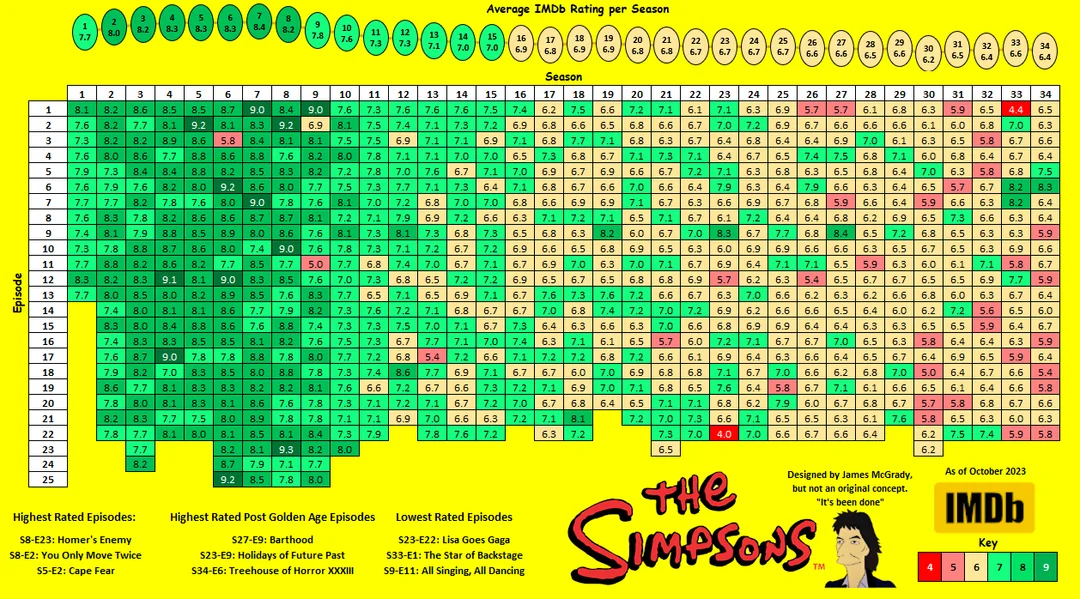 Average IMDb Rating per Season
1 2 3 4 5 6 7 8 9 10 11 12 13 14 15 16 17 18 19 20 21 22 23 24 25 26 27 28 29 30 31 32 33 34
7.7 8.0 8.2 8.3 8.3 8.3 8.4 8.2 7.8 7.6 7.3 7.3 7.1 7.0 7.0 6.9 6.8 6.9 6.9 6.8 6.8 6.7 6.7 6.7 6.7 6.6 6.6 6.5 6.6 6.2 6.5 6.4 6.6 6.4
Season
1 2 3 4 5 6 7 8 9 10 11 12 13 14 15 16 17 18 19 20 21 22 23 24 25 26 27 28 29 30 31 32 33 34
Episode
1 8.1 8.2 8.6 8.5 8.5 8.7 9.0 8.4 9.0 7.6 7.3 7.6 7.6 7.6 7.5 7.4 6.2 7.5 6.6 7.2 7.1 6.1 7.1 6.3 6.9 5.7 5.7 6.1 6.8 6.3 5.9 6.5 4.4 6.5
2 7.6 8.2 7.7 8.1 9.2 8.1 8.3 9.2 6.9 8.1 7.5 7.4 7.1 7.3 7.2 6.9 6.8 6.6 6.9 6.6 6.6 6.7 7.0 7.2 6.9 6.7 6.6 6.6 6.6 6.1 6.0 6.8 7.0 6.3
3 7.3 8.2 8.2 8.9 8.6 5.8 8.4 8.1 8.1 7.5 7.5 6.9 7.1 7.1 6.9 7.1 6.8 7.7 7.1 6.8 6.3 6.7 6.4 6.8 6.4 6.4 6.9 7.0 6.1 6.3 6.5 5.8 6.7 6.6
4 7.6 8.0 8.6 7.7 8.8 8.6 8.8 7.6 8.2 8.0 7.8 7.1 7.1 7.0 7.0 6.5 7.3 6.8 6.7 7.1 7.3 7.1 6.4 6.7 6.5 7.4 7.5 6.8 7.1 6.0 6.8 6.4 6.7 6.4
5 7.9 7.3 8.4 8.4 8.8 8.2 8.5 8.3 8.2 7.2 7.8 7.0 7.6 6.7 7.1 7.0 6.9 6.7 6.9 6.6 6.7 7.2 7.1 6.3 6.8 6.3 6.5 6.8 6.4 7.0 6.3 5.8 6.8 7.5
6 7.6 7.9 7.6 8.2 8.0 9.2 8.6 8.0 7.7 7.5 7.3 7.7 7.1 7.3 6.4 7.1 6.8 6.6 6.6 7.0 6.6 6.4 7.9 6.3 6.4 7.9 6.6 6.3 6.4 6.5 5.7 6.7 8.2 8.3
7 7.7 7.7 8.2 7.8 7.6 8.0 9.0 7.8 7.6 8.1 7.0 7.2 6.8 7.0 7.0 6.8 6.6 6.9 6.9 7.1 6.7 6.3 6.6 6.9 6.7 6.8 5.9 6.6 6.4 5.9 6.6 6.3 8.2 6.4
8 7.6 8.3 7.8 8.2 8.6 8.6 8.7 8.7 8.1 7.2 7.1 7.9 6.9 7.2 6.6 6.3 7.1 7.2 7.1 6.5 7.1 6.7 6.1 7.2 6.4 6.4 6.8 6.2 6.9 6.5 7.3 6.6 6.3 6.4
9 7.4 8.1 7.9 8.8 8.5 8.9 8.0 8.6 7.6 8.1 7.3 8.1 7.3 6.8 7.3 6.5 6.8 6.3 8.2 6.0 6.7 7.0 8.3 6.7 7.7 6.8 8.4 6.5 7.2 6.8 6.5 6.3 6.3 5.9
10 7.3 7.8 8.8 8.7 8.6 8.0 7.4 9.0 7.6 7.8 7.3 7.1 7.2 6.7 7.2 6.9 6.6 6.5 6.8 6.9 6.5 6.3 6.0 6.9 6.9 6.6 6.6 6.3 6.5 6.7 6.3 6.9 6.6
11 7.7 8.8 8.2 8.6 8.2 7.7 8.5 7.7 5.0 7.7 6.8 7.4 7.0 6.7 7.1 6.7 6.9 7.0 6.3 7.0 7.1 6.7 6.9 6.4 7.1 7.1 6.5 5.9 6.3 6.0 6.1 7.1 5.8 6.7
12 8.3 8.2 8.3 9.1 8.1 9.0 8.3 8.5 7.6 7.0 7.3 6.8 6.5 7.2 7.2 6.9 6.5 6.7 6.5 6.8 6.8 6.9 5.7 6.2 6.3 5.4 6.5 6.7 6.7 6.5 6.5 6.3 7.7 5.9
13 7.7 8.0 8.5 8.0 8.2 8.9 8.5 7.6 8.3 7.7 6.5 7.1 6.5 6.9 7.1 6.7 7.6 7.3 7.6 7.2 6.6 6.7 6.3 7.0 6.6 6.2 6.3 6.2 6.6 6.8 6.0 6.3 6.7 6.4
14 7.4 8.0 8.1 8.1 8.6 7.7 7.9 8.2 7.3 7.6 7.2 7.1 6.8 6.7 6.7 7.0 6.8 7.4 7.2 7.0 7.2 6.9 6.2 6.6 6.6 6.6 6.5 6.0 6.1 7.2 5.6 6.5 6.0
15 8.3 8.0 8.4 8.8 8.6 7.6 8.8 7.4 7.3 7.3 7.5 7.0 7.1 6.7 7.3 6.4 6.3 6.6 6.3 7.0 6.6 6.8 6.9 6.9 6.4 6.4 6.3 6.3 6.5 6.5 5.9 6.4 6.7
16 7.4 8.3 8.3 8.5 8.5 8.1 8.2 7.6 7.3 7.7 6.7 7.7 7.1 7.0 7.4 6.3 7.1 6.1 6.5 5.7 6.0 7.2 7.1 6.3 6.7 7.0 6.5 6.4 5.8 6.4 6.4 6.5 6.4
17 7.6 8.7 9.0 7.8 7.8 8.8 7.8 8.0 7.7 7.2 6.8 5.4 7.2 6.6 7.1 7.2 7.2 6.8 7.2 6.6 7.1 6.9 6.4 6.3 6.6 6.4 6.5 6.7 6.4 6.5 6.7 5.9 6.4
18 7.9 8.2 7.0 8.3 8.5 8.0 8.8 7.8 7.3 7.4 8.6 7.7 6.8 7.1 6.7 6.7 6.0 7.0 6.9 6.8 6.8 7.1 6.5 7.0 6.6 6.2 6.8 7.0 5.0 6.4 6.7 6.6 5.4
19 8.6 7.7 8.1 8.3 8.3 8.2 8.2 8.1 7.6 6.6 7.2 6.7 6.6 7.3 7.2 7.1 6.9 7.0 7.1 6.8 6.5 7.6 6.4 5.8 6.7 7.1 6.1 6.6 6.4 6.5 6.3 6.4 5.8
20 7.8 8.0 8.1 8.3 8.1 8.6 7.6 7.8 7.3 7.1 7.2 7.1 6.7 7.2 7.0 6.7 6.8 6.4 6.5 7.1 7.1 6.8 6.2 7.9 6.0 6.7 6.8 6.7 5.7 5.8 6.8 6.6 6.3
21 8.2 8.3 7.7 7.5 8.0 8.9 7.8 7.8 7.1 7.1 6.9 7.0 6.6 6.3 7.2 7.1 8.1 7.2 7.0 7.3 6.6 7.1 6.5 6.5 6.3 6.1 7.6 5.8 6.5 6.5 6.0 6.3
22 7.8 7.7 8.1 8.0 8.1 8.5 8.1 8.4 7.3 7.9 7.8 7.6 7.2 6.3 7.2 7.3 7.0 4.0 7.0 6.6 6.7 6.6 6.4 6.2 7.5 7.4 5.9 5.8
23 7.7 8.2 8.1 9.3 8.2 8.0 6.5 6.2
24 8.2 8.7 7.9 7.1 7.7
25 9.2 8.5 7.8 8.0
Highest Rated Episodes:
S8-E23: Homer's Enemy
S8-E2: You Only Move Twice
S5-E2: Cape Fear
Highest Rated Post Golden Age Episodes
S27-E9: Barthood
S23-E9: Holidays of Future Past
S34-E6: Treehouse of Horror XXXIII
Lowest Rated Episodes
S23-E22: Lisa Goes Gaga
S33-E1: The Star of Backstage
S9-E11: All Singing, All Dancing
THE
SIMPSONS TM
Designed by James McGrady,
but not an original concept.
"It's been done"
As of October 2023
IMDb
Key
4 5 6 7 8 9